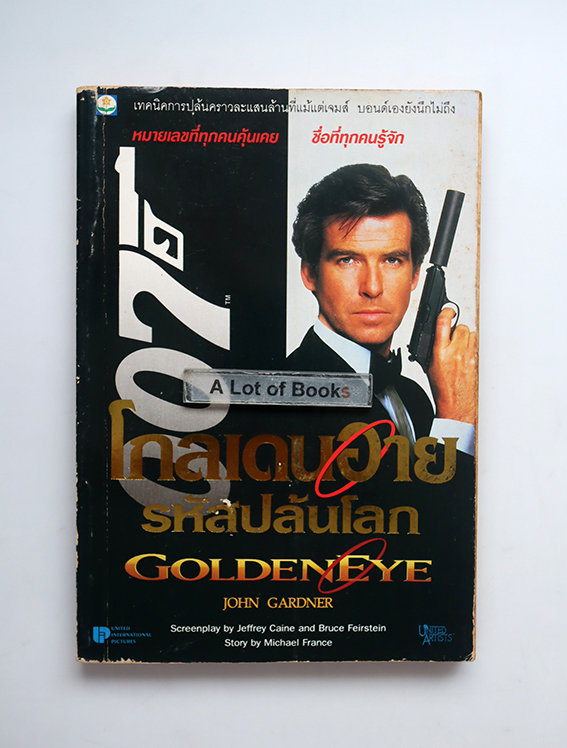 เทคนิคการปล้นคราวละแสนล้านที่แม้แต่เจมส์ บอนด์เองยังนึกไม่ถึง
หมายเลขที่ทุกคนคุ้นเคย ชื่อที่ทุกคนรู้จัก
007
TM
A Lot of Books
โกลเดนอาย
รหัสปล้นโลก
GOLDENEYE
JOHN GARDNER
Screenplay by Jeffrey Caine and Bruce Feirstein
Story by Michael France
UNITED
INTERNATIONAL
PICTURES
UNITED
ARTISTS